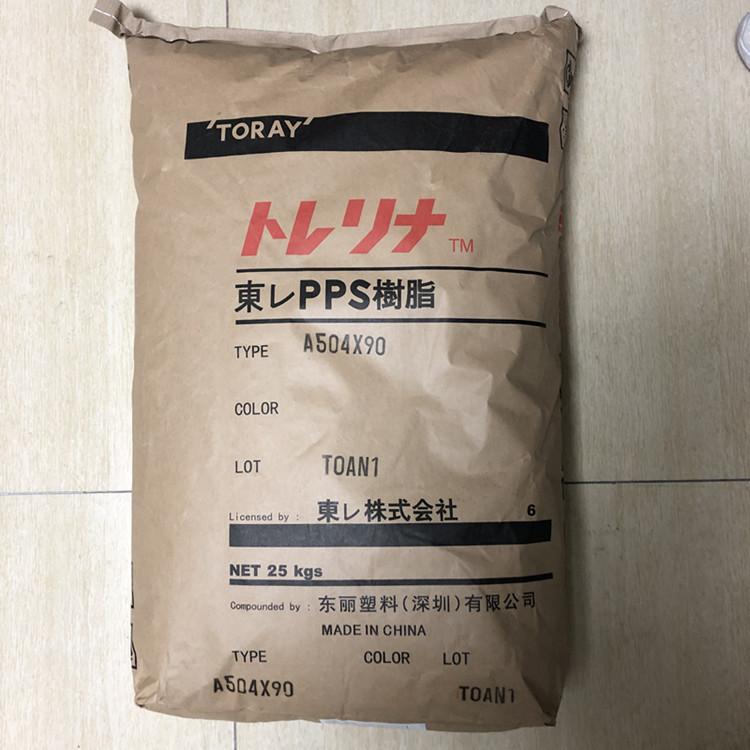 'TORAY'
トレリナ TM
東レPPS樹脂
TYPE A504X90
COLOR
LOT TOAN1
Licensed by : 東レ株式会社 6
NET 25 kgs
Compounded by : 东丽塑料(深圳)有限公司
MADE IN CHINA
TYPE COLOR LOT
A504X90 TOAN1